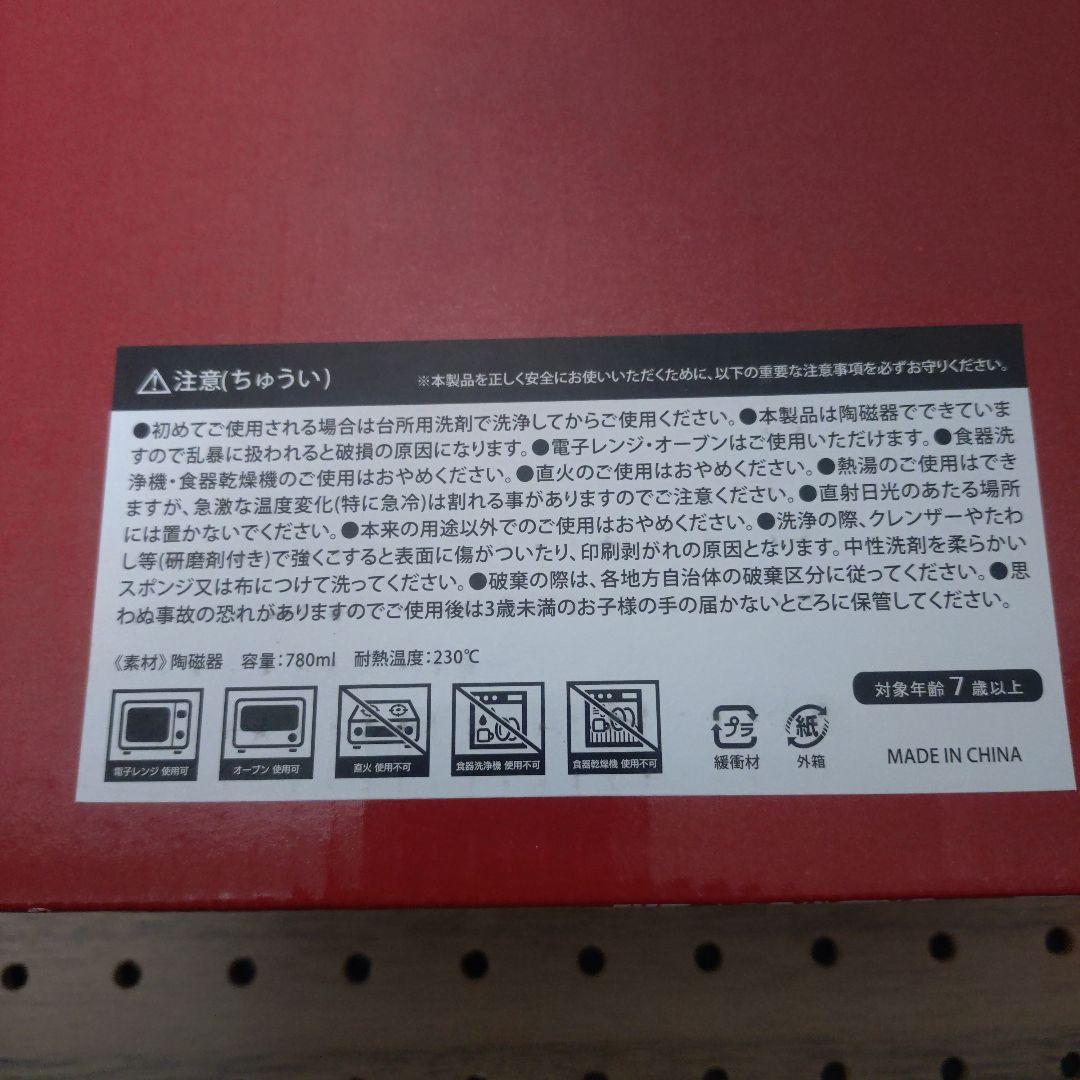 注意(ちゅうい)
※本製品を正しく安全にお使いいただくために、以下の重要な注意事項を必ずお守りください。
●初めてご使用される場合は台所用洗剤で洗浄してからご使用ください。●本製品は陶磁器でできていま
すので乱暴に扱われると破損の原因になります。●電子レンジ・オーブンはご使用いただけます。●食器洗
浄機・食器乾燥機のご使用はおやめください。●直火のご使用はおやめください。●熱湯のご使用はでき
ますが、急激な温度変化(特に急冷)は割れる事がありますのでご注意ください。●直射日光のあたる場所
には置かないでください。●本来の用途以外でのご使用はおやめください。●洗浄の際、クレンザーやたわ
し等(研磨剤付き)で強くこすると表面に傷がついたり、印刷剥がれの原因となります。中性洗剤を柔らかい
スポンジ又は布につけて洗ってください。●破棄の際は、各地方自治体の破棄区分に従ってください。●思
わぬ事故の恐れがありますのでご使用後は3歳未満のお子様の手の届かないところに保管してください。
《素材》陶磁器 容量:780ml 耐熱温度:230℃
対象年齢7歳以上
電子レンジ 使用可
オーブン 使用可
直火 使用不可
食器洗浄機 使用不可
食器乾燥機 使用不可
プラ
緩衝材
紙
外箱
MADE IN CHINA